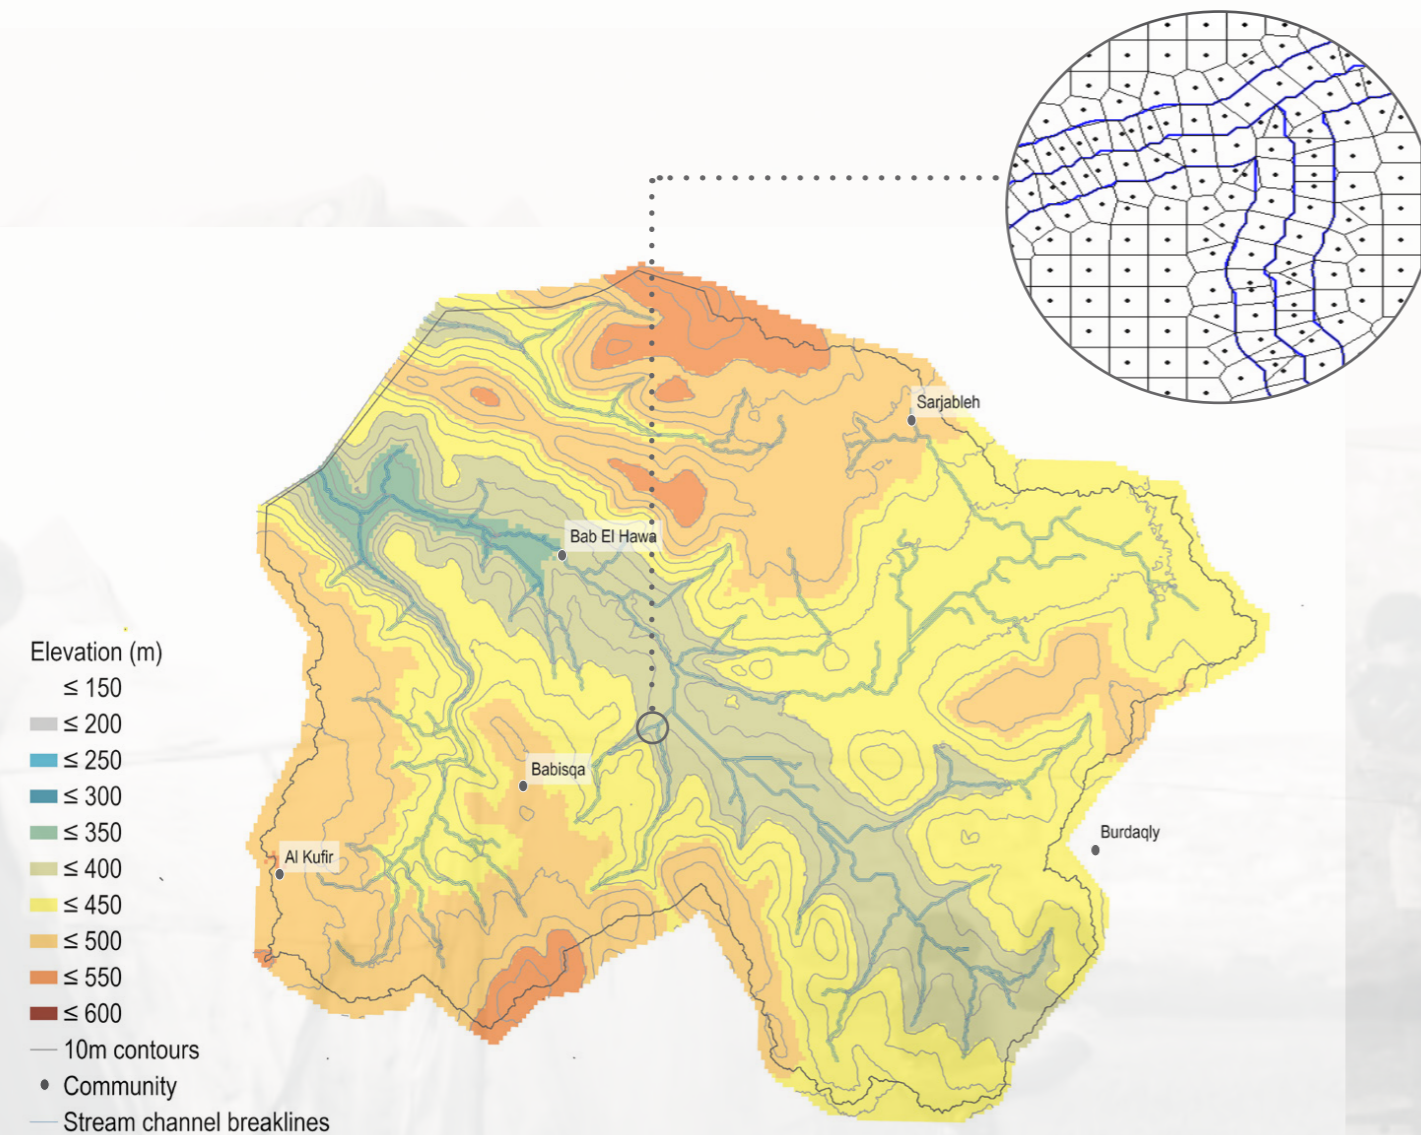 Sarjableh
Bab El Hawa
Babisqa
Burdaqly
Al Kufir
Elevation (m)
≤ 150
≤ 200
≤ 250
≤ 300
≤ 350
≤ 400
≤ 450
≤ 500
≤ 550
≤ 600
10m contours
Community
Stream channel breaklines